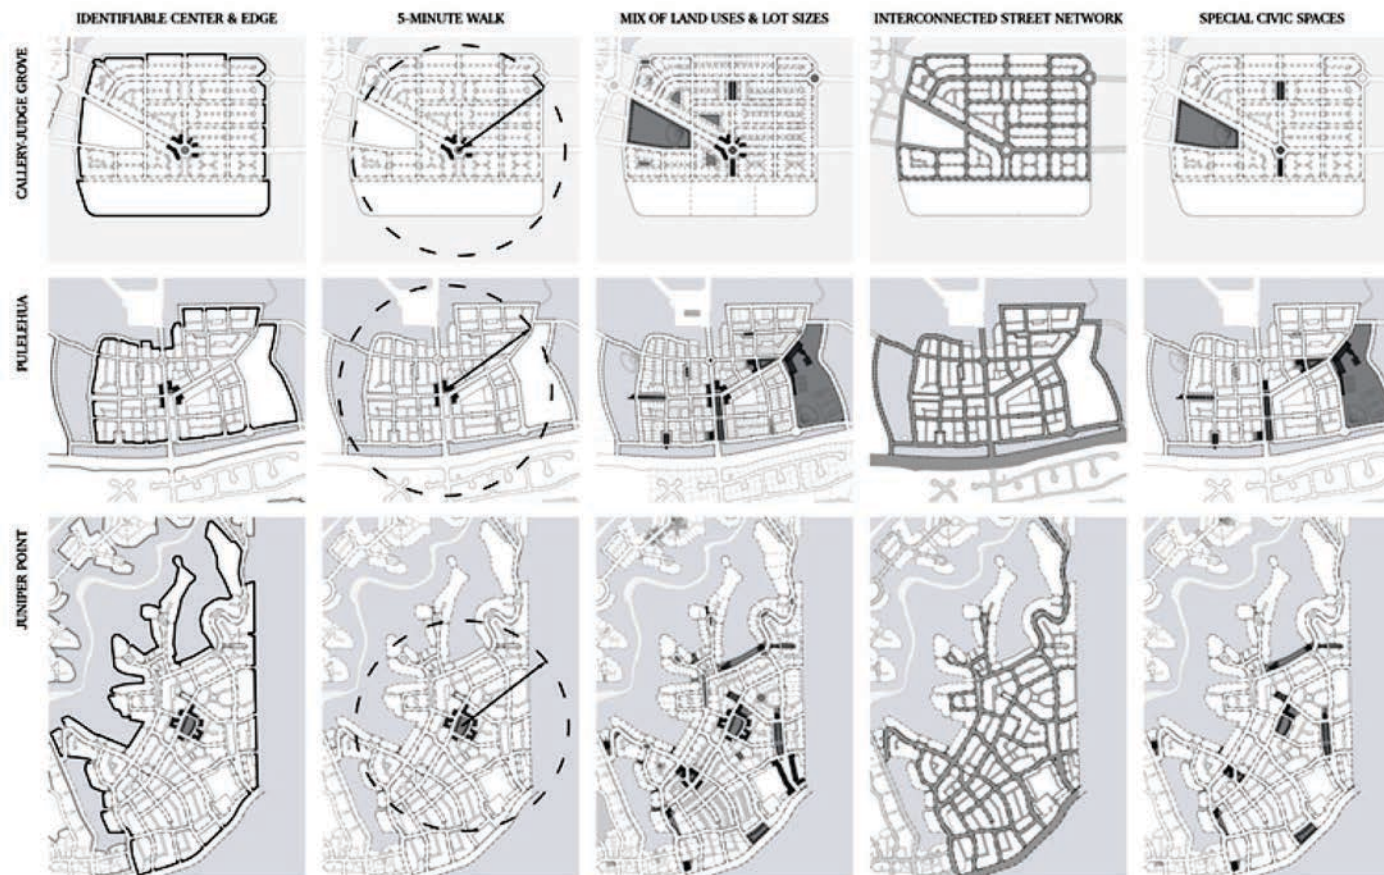 IDENTIFIABLE CENTER & EDGE
5-MINUTE WALK
MIX OF LAND USES & LOT SIZES
INTERCONNECTED STREET NETWORK
SPECIAL CIVIC SPACES
CALLERY-JUDGE GROVE
PULELEHUA
JUNIPER POINT